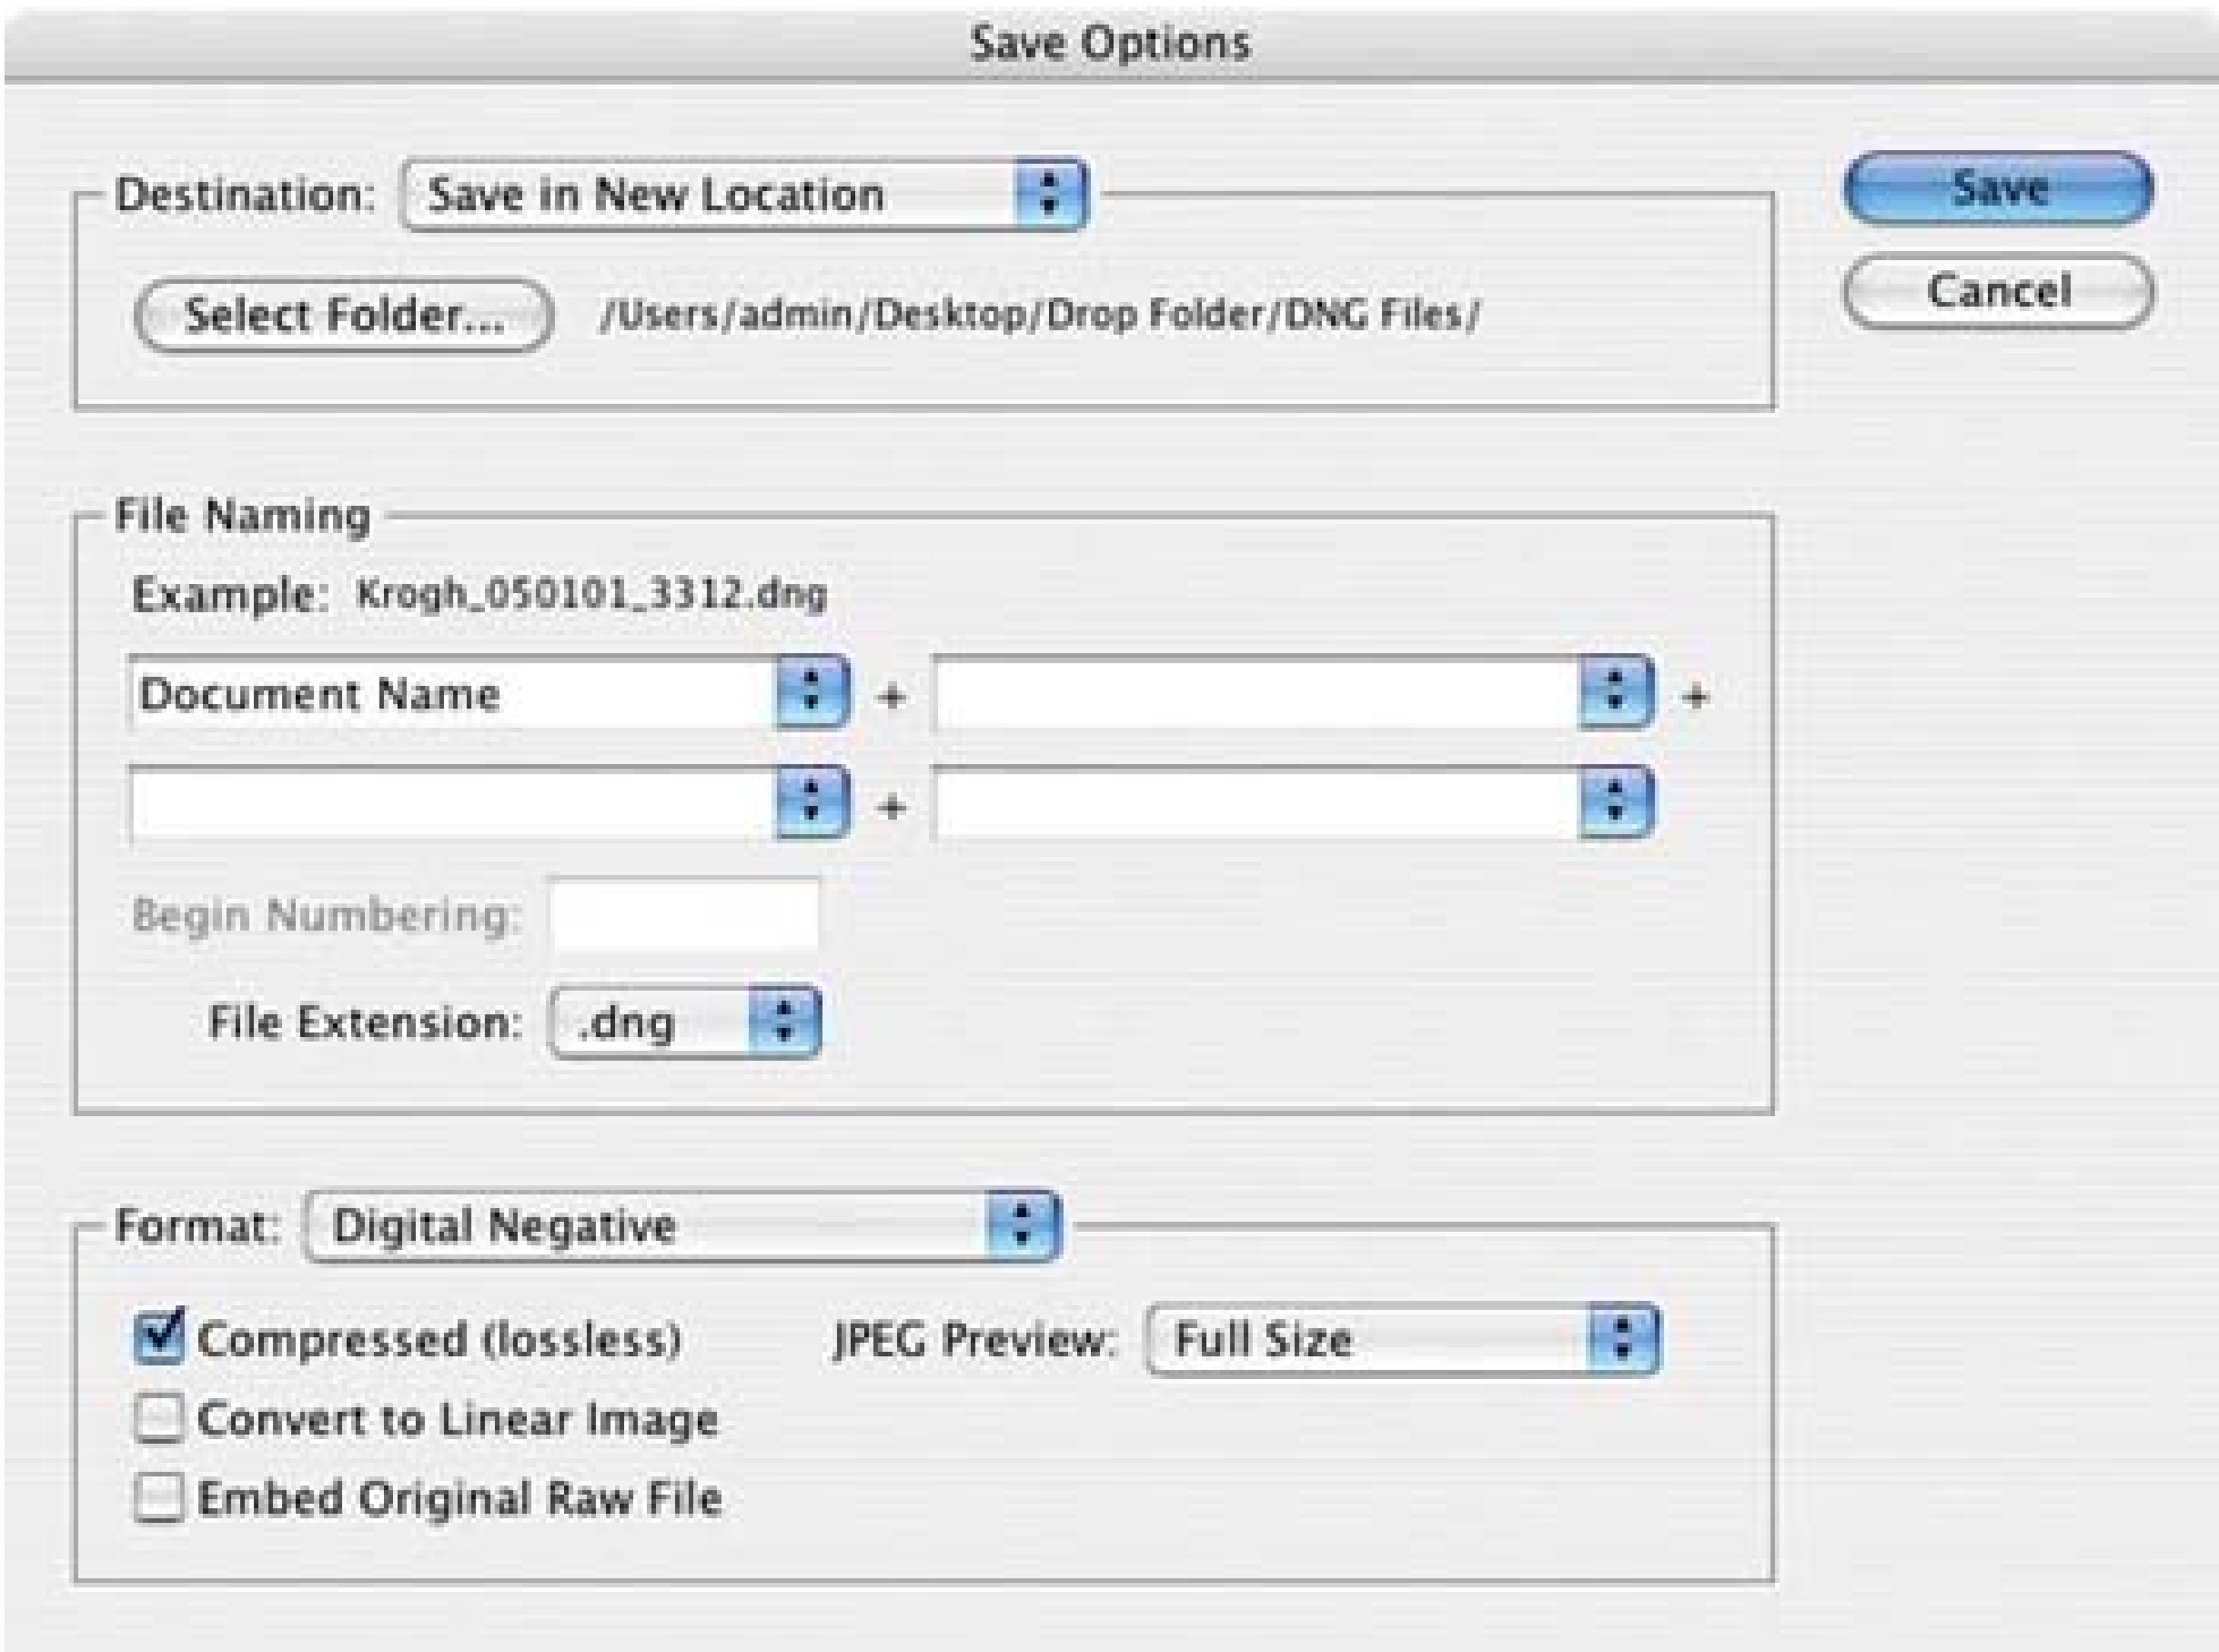 Save Options
Destination: Save in New Location
Save
Select Folder... /Users/admin/Desktop/Drop Folder/DNG Files/
Cancel
File Naming
Example: Krogh_050101_3312.dng
Document Name + +
+
Begin Numbering:
File Extension: .dng
Format: Digital Negative
Compressed (lossless) JPEG Preview: Full Size
Convert to Linear Image
Embed Original Raw File